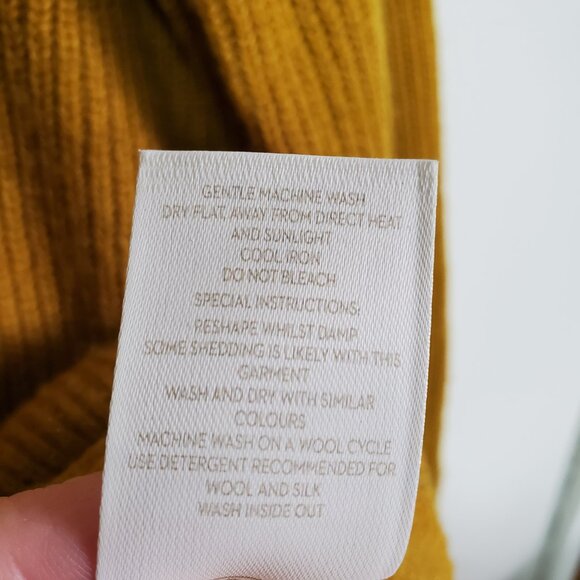 GENTLE MACHINE WASH
DRY FLAT, AWAY FROM DIRECT HEAT
AND SUNLIGHT
COOL IRON
DO NOT BLEACH
SPECIAL INSTRUCTIONS:
RESHAPE WHILST DAMP
SOME SHEDDING IS LIKELY WITH THIS
GARMENT
WASH AND DRY WITH SIMILAR
COLOURS
MACHINE WASH ON A WOOL CYCLE
USE DETERGENT RECOMMENDED FOR
WOOL AND SILK
WASH INSIDE OUT